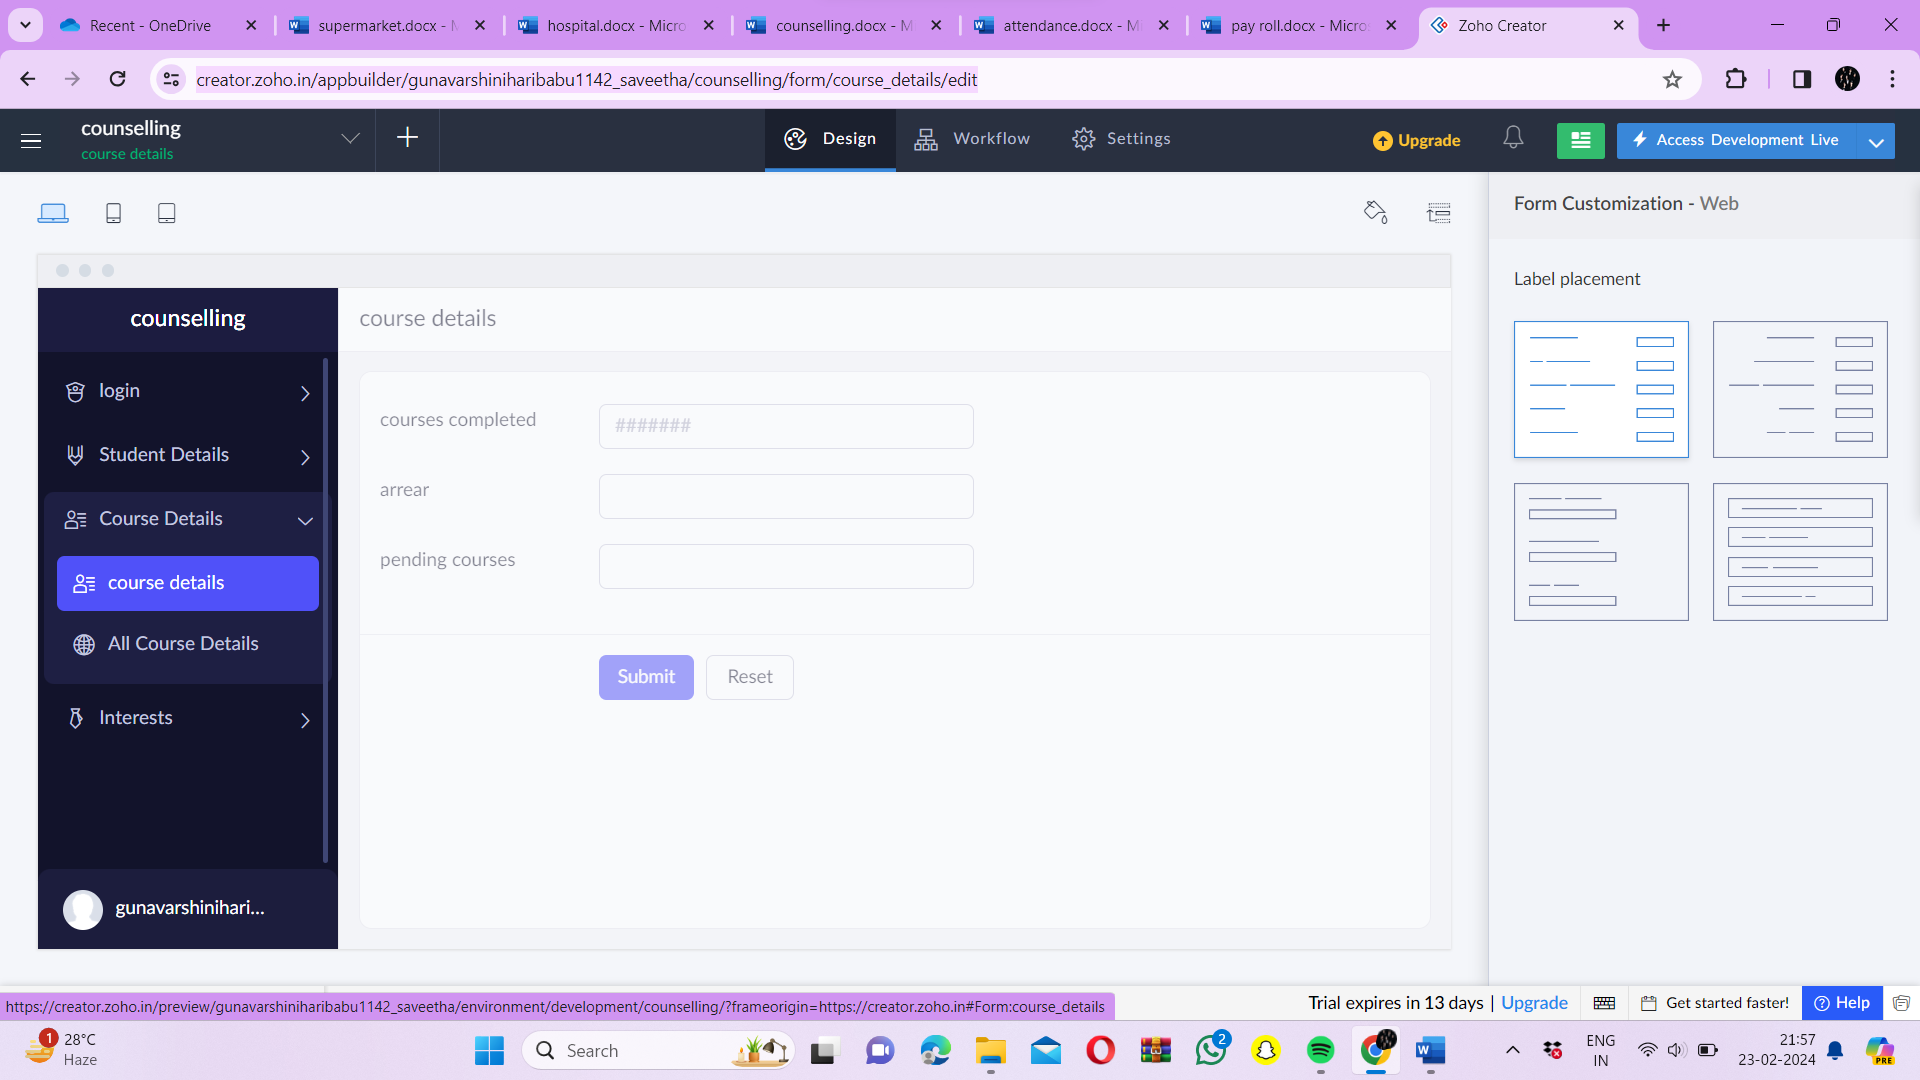 Recent - OneDrive
supermarket.docx - M
hospital.docx - Micro
counselling.docx - M
attendance.docx - Mi
pay roll.docx - Micro
Zoho Creator
creator.zoho.in/appbuilder/gunavarshiniharibabu1142_saveetha/counselling/form/course_details/edit
counselling
course details
Design
Workflow
Settings
Upgrade
Access Development Live
Form Customization - Web
Label placement
counselling
login
Student Details
Course Details
course details
All Course Details
Interests
gunavarshinihari...
course details
courses completed
#######
arrear
pending courses
Submit
Reset
https://creator.zoho.in/preview/gunavarshiniharibabu1142_saveetha/environment/development/counselling/?frameorigin=https://creator.zoho.in#Form:course_details
Trial expires in 13 days | Upgrade
Get started faster!
Help
1
28°C
Haze
Search
2
ENG
IN
21:57
23-02-2024
PRE